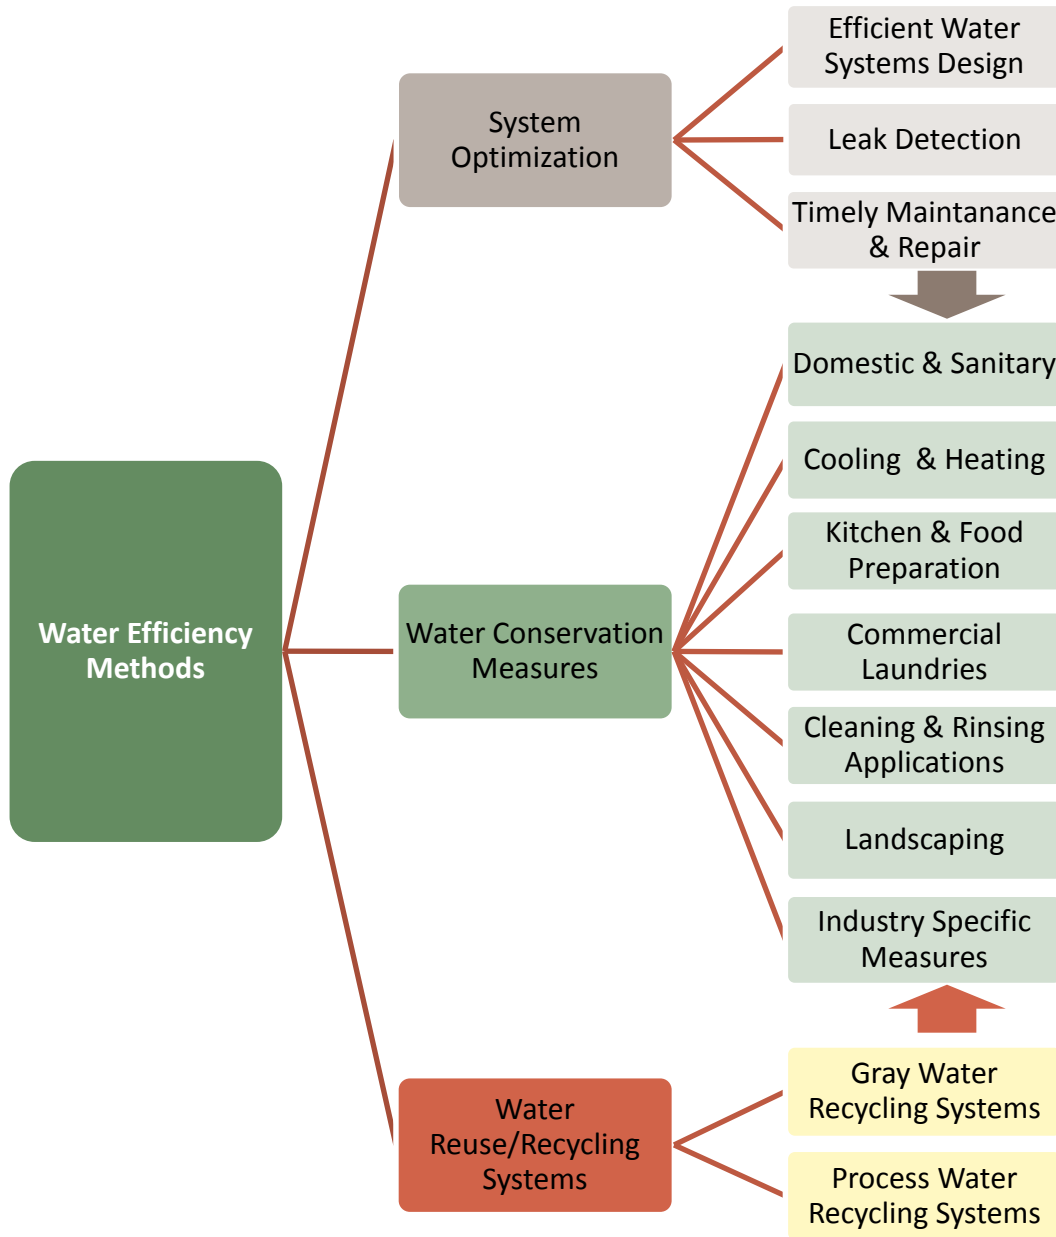 Efficient Water
Systems Design
System
Optimization
Leak Detection
Timely Maintanance
& Repair
Domestic & Sanitary
Cooling & Heating
Kitchen & Food
Preparation
Water Efficiency
Methods
Water Conservation
Measures
Commercial
Laundries
Cleaning & Rinsing
Applications
Landscaping
Industry Specific
Measures
Water
Reuse/Recycling
Systems
Gray Water
Recycling Systems
Process Water
Recycling Systems